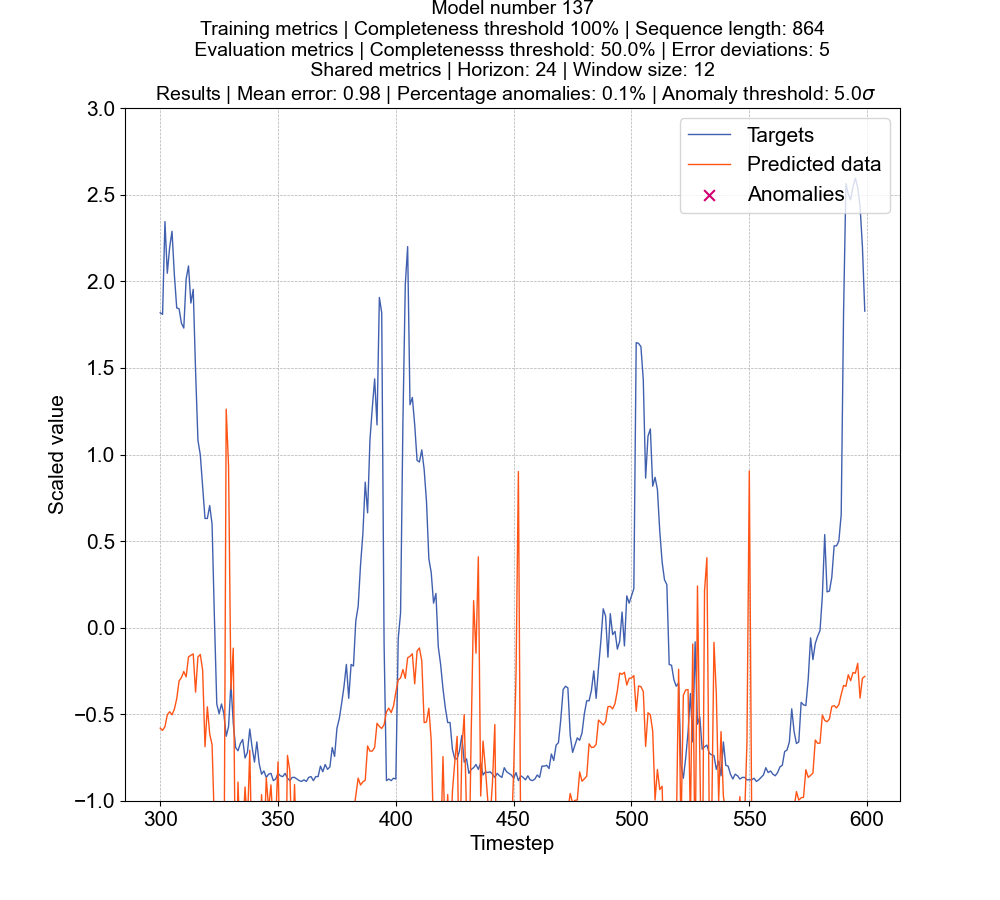 Model number 137
Training metrics | Completeness threshold 100% | Sequence length: 864
Evaluation metrics | Completenesss threshold: 50.0% | Error deviations: 5
Shared metrics | Horizon: 24 | Window size: 12
Results | Mean error: 0.98 | Percentage anomalies: 0.1% | Anomaly threshold: 5.0σ
Targets
Predicted data
Anomalies
Scaled value
3.0
2.5
2.0
1.5
1.0
0.5
0.0
−0.5
−1.0
300 350 400 450 500 550 600
Timestep